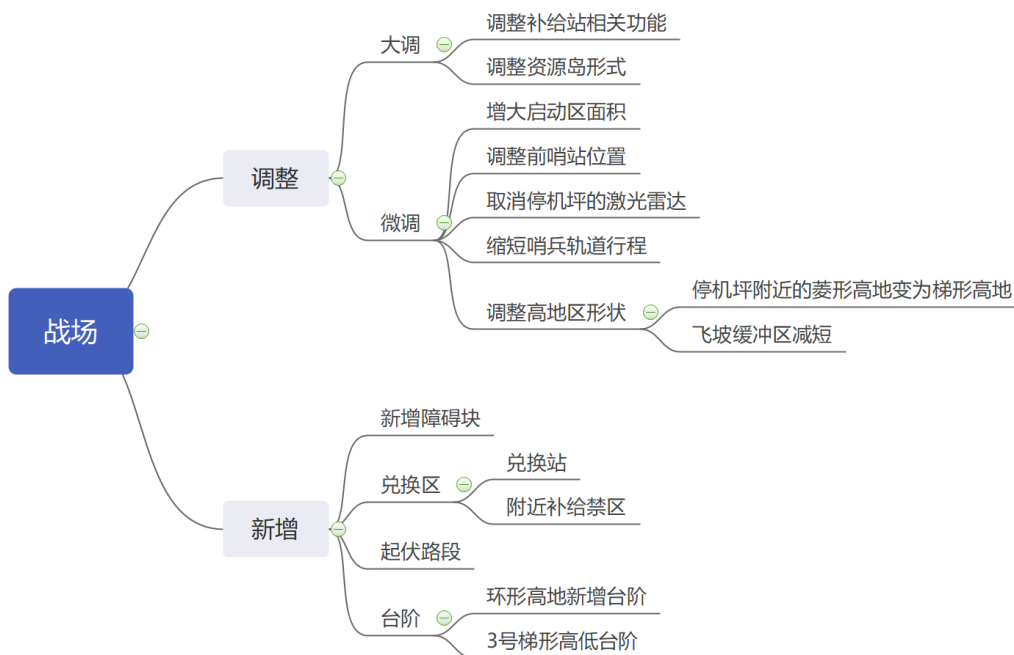 战场
调整
大调
调整补给站相关功能
调整资源岛形式
微调
增大启动区面积
调整前哨站位置
取消停机坪的激光雷达
缩短哨兵轨道行程
调整高地区形状
停机坪附近的菱形高地变为梯形高地
飞坡缓冲区减短
新增
新增障碍块
兑换区
兑换站
附近补给禁区
起伏路段
台阶
环形高地新增台阶
3号梯形高低台阶